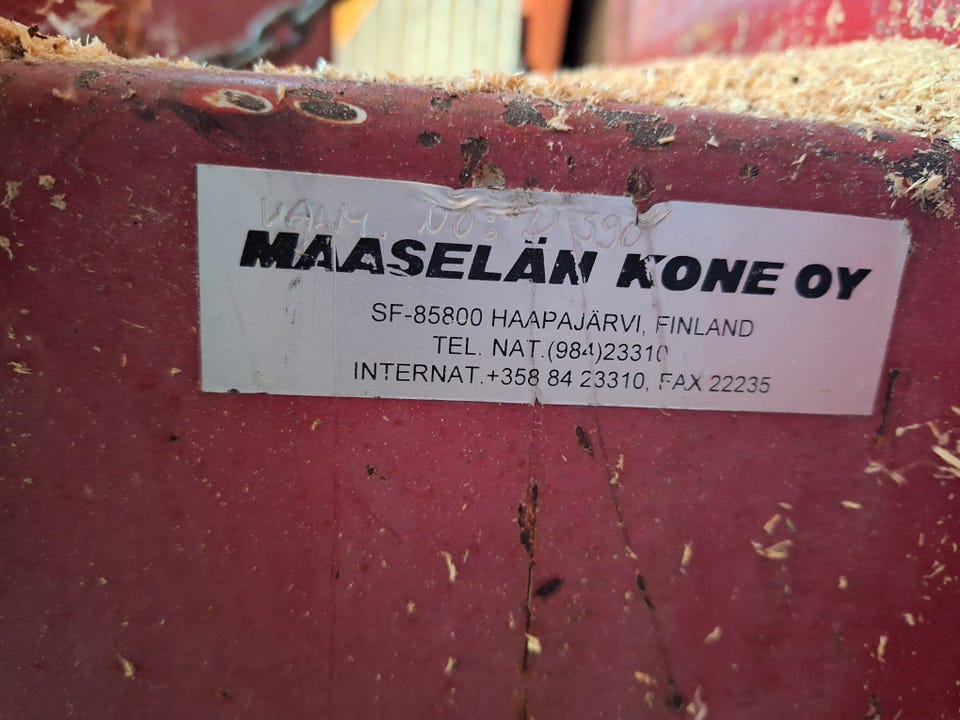 VALM. NO: D 390
MAASELÄN KONE OY
SF-85800 HAAPAJÄRVI, FINLAND
TEL. NAT.(984)23310
INTERNAT.+358 84 23310, FAX 22235